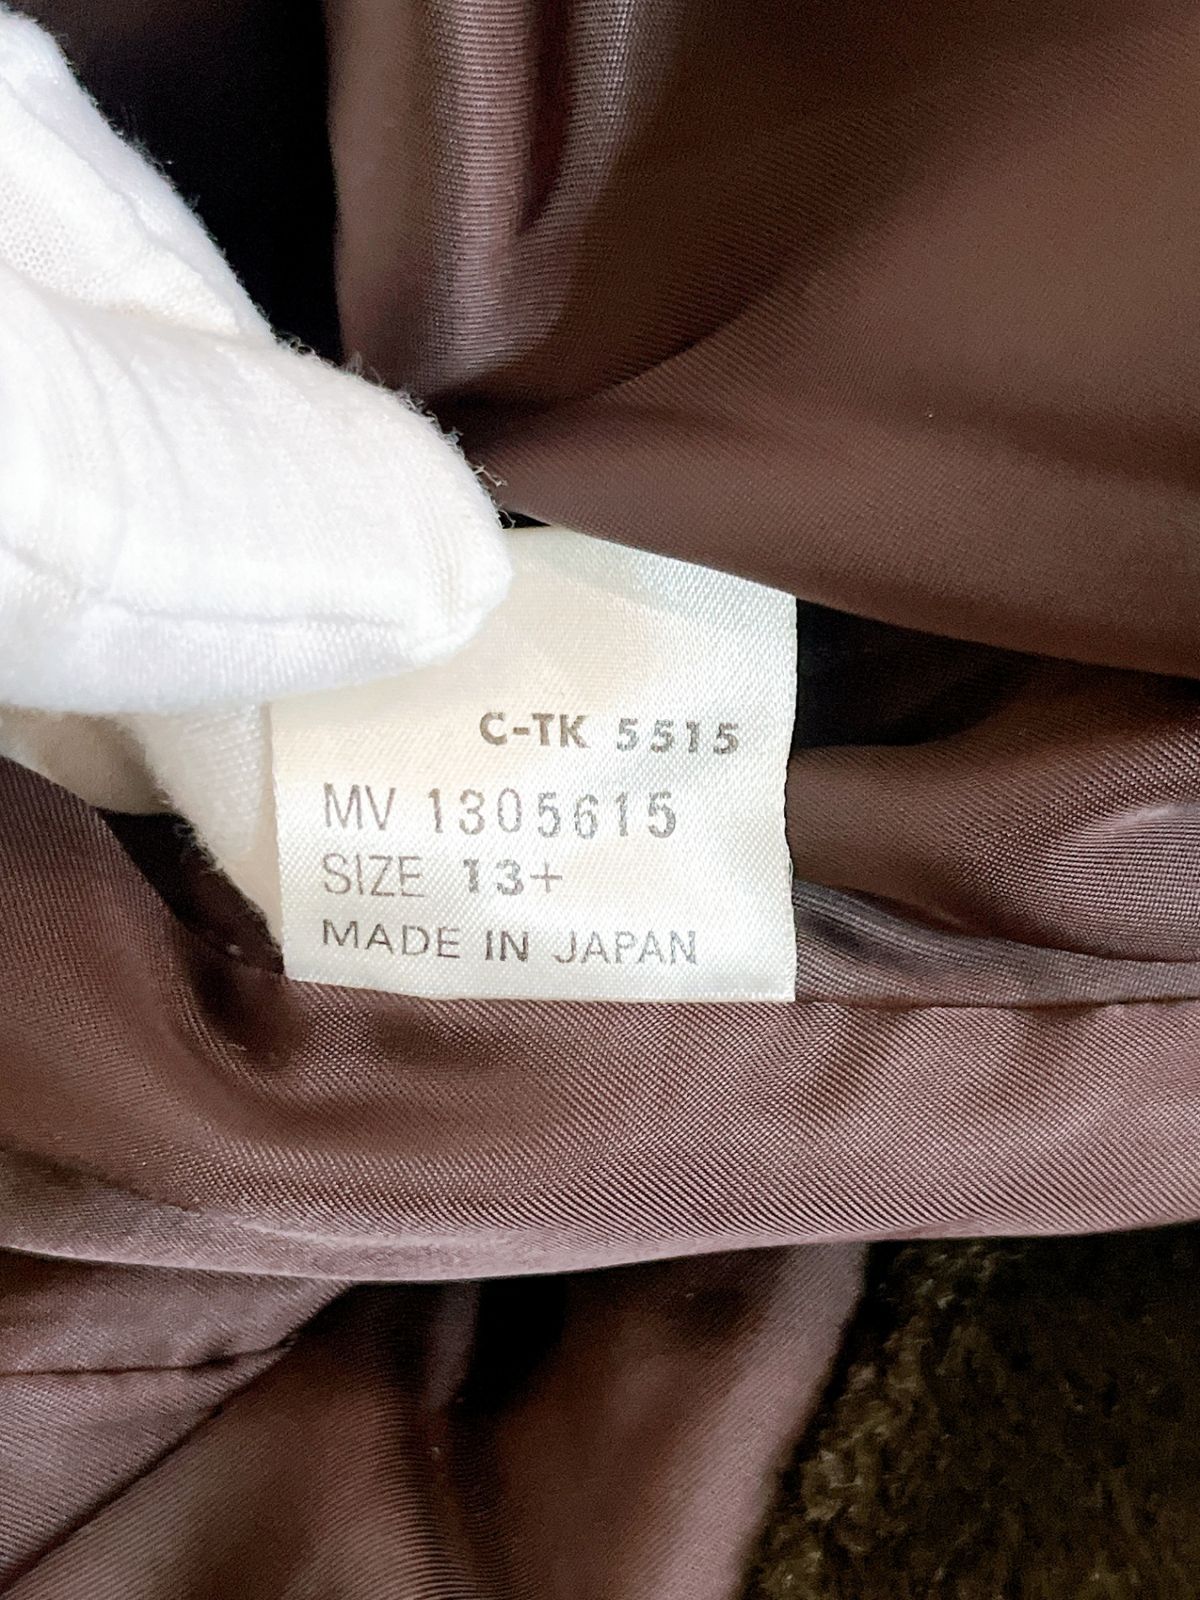 C-TK 5515
MV 1305615
SIZE 13+
MADE IN JAPAN